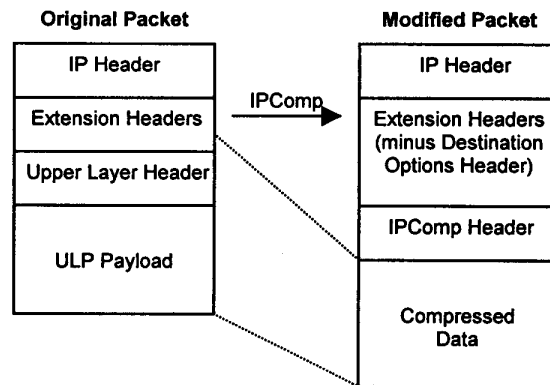 Original Packet
IP Header
Extension Headers
Upper Layer Header
ULP Payload
IPComp
Modified Packet
IP Header
Extension Headers
(minus Destination
Options Header)
IPComp Header
Compressed
Data